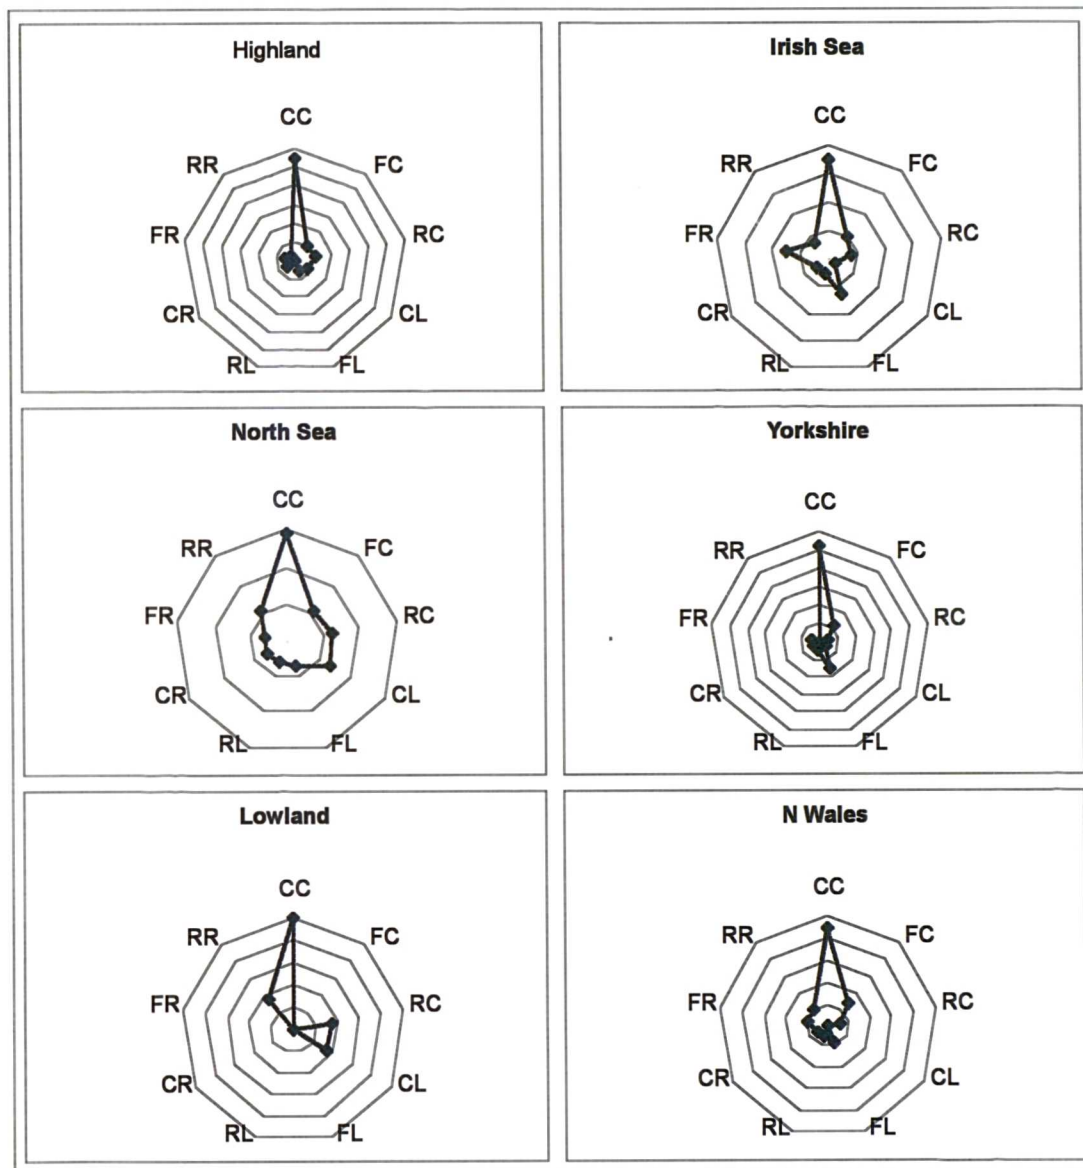 Highland
CC
RR
FC
FR
RC
CR
CL
RL
FL
Irish Sea
CC
RR
FC
FR
RC
CR
CL
RL
FL
North Sea
CC
RR
FC
FR
RC
CR
CL
RL
FL
Yorkshire
CC
RR
FC
FR
RC
CR
CL
RL
FL
Lowland
CC
RR
FC
FR
RC
CR
CL
RL
FL
N Wales
CC
RR
FC
FR
RC
CR
CL
RL
FL